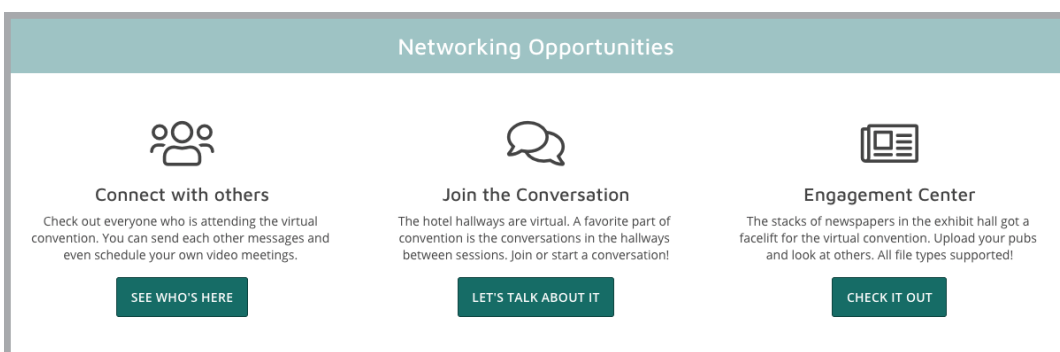 Networking Opportunities
Connect with others
Check out everyone who is attending the virtual
convention. You can send each other messages and
even schedule your own video meetings.
SEE WHO'S HERE
Join the Conversation
The hotel hallways are virtual. A favorite part of
convention is the conversations in the hallways
between sessions. Join or start a conversation!
LET'S TALK ABOUT IT
Engagement Center
The stacks of newspapers in the exhibit hall got a
facelift for the virtual convention. Upload your pubs
and look at others. All file types supported!
CHECK IT OUT